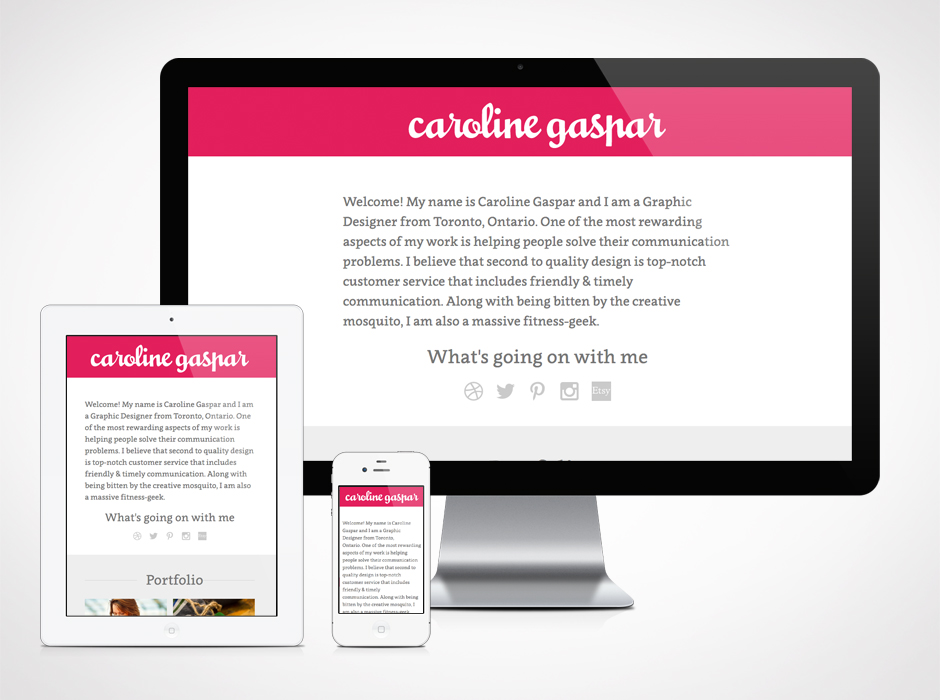 caroline gaspar
Welcome! My name is Caroline Gaspar and I am a Graphic
Designer from Toronto, Ontario. One of the most rewarding
aspects of my work is helping people solve their communication
problems. I believe that second to quality design is top-notch
customer service that includes friendly & timely
communication. Along with being bitten by the creative
mosquito, I am also a massive fitness-geek.
What's going on with me
Etsy
caroline gaspar
Welcome! My name is Caroline Gaspar and I am
a Graphic Designer from Toronto, Ontario. One
of the most rewarding aspects of my work is
helping people solve their communication
problems. I believe that second to quality design
is top-notch customer service that includes
friendly & timely communication. Along with
being bitten by the creative mosquito, I am also
a massive fitness-geek.
What's going on with me
Portfolio
caroline gaspar
Welcome! My name is Caroline
Gaspar and I am a Graphic
Designer from Toronto,
Ontario. One of the most rewarding
aspects of my work is helping
people solve their communication
problems. I believe that second to
quality design is top-notch
customer service that includes
friendly & timely
communication. Along with being
bitten by the creative mosquito, I
am also a massive fitness-geek.